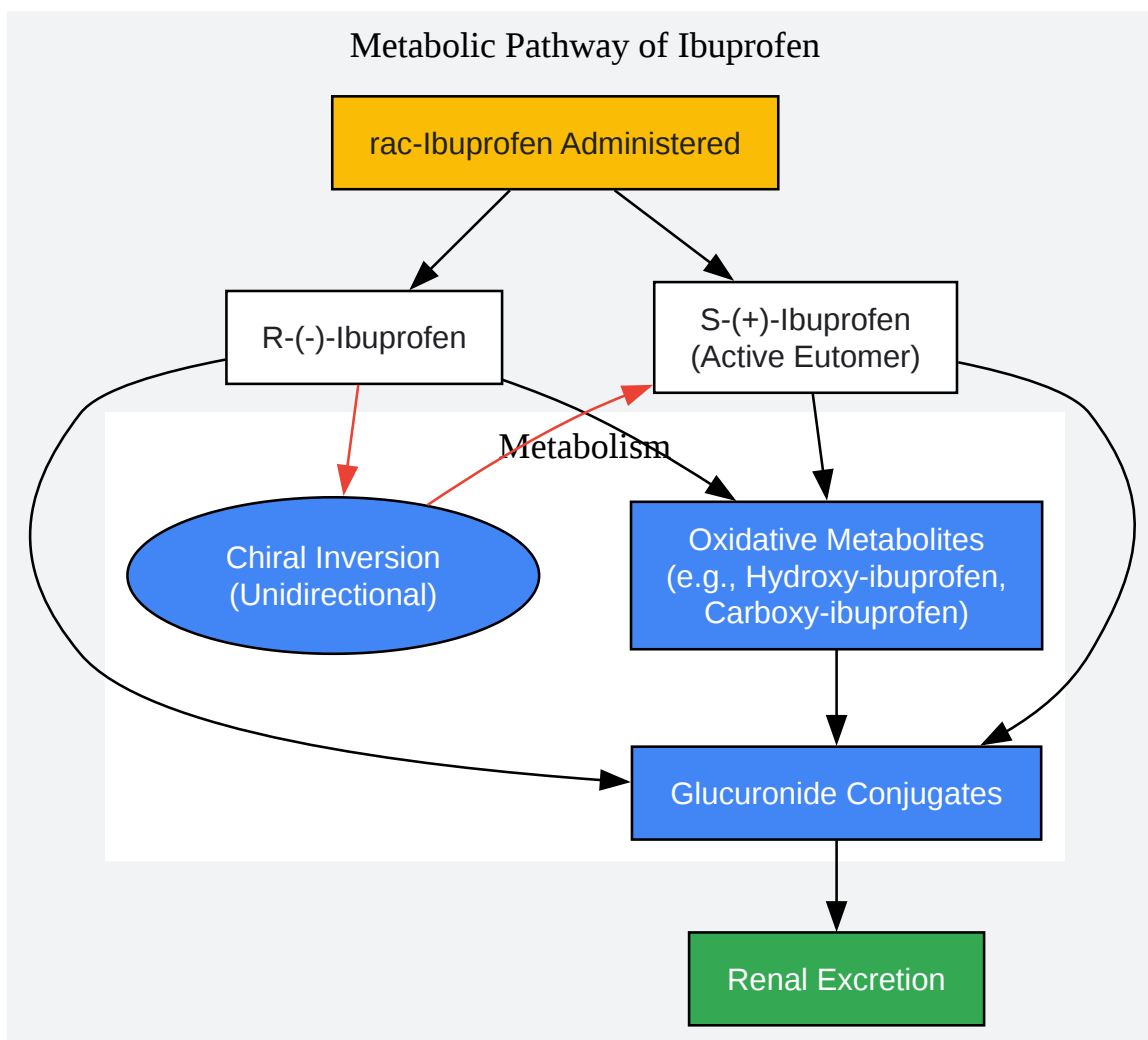 Metabolic Pathway of Ibuprofen
rac-Ibuprofen Administered
R-(-)-Ibuprofen
S-(+)-Ibuprofen
(Active Eutomer)
Metabolism
Chiral Inversion
(Unidirectional)
Oxidative Metabolites
(e.g., Hydroxy-ibuprofen,
Carboxy-ibuprofen)
Glucuronide Conjugates
Renal Excretion